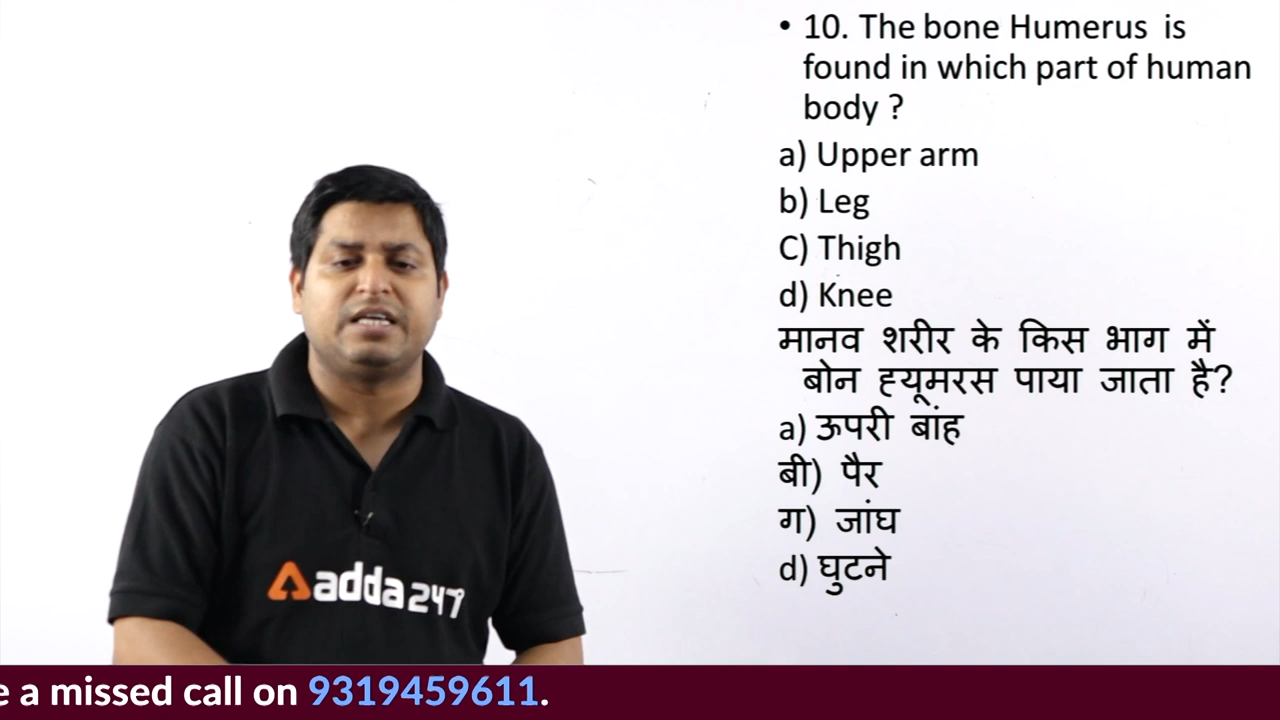 • 10. The bone Humerus is
found in which part of human
body ?
a) Upper arm
b) Leg
C) Thigh
d) Knee
मानव शरीर के किस भाग में
बोन ह्यूमरस पाया जाता है?
a) ऊपरी बांह
बी) पैर
ग) जांघ
d) घुटने
adda247
e a missed call on 9319459611.